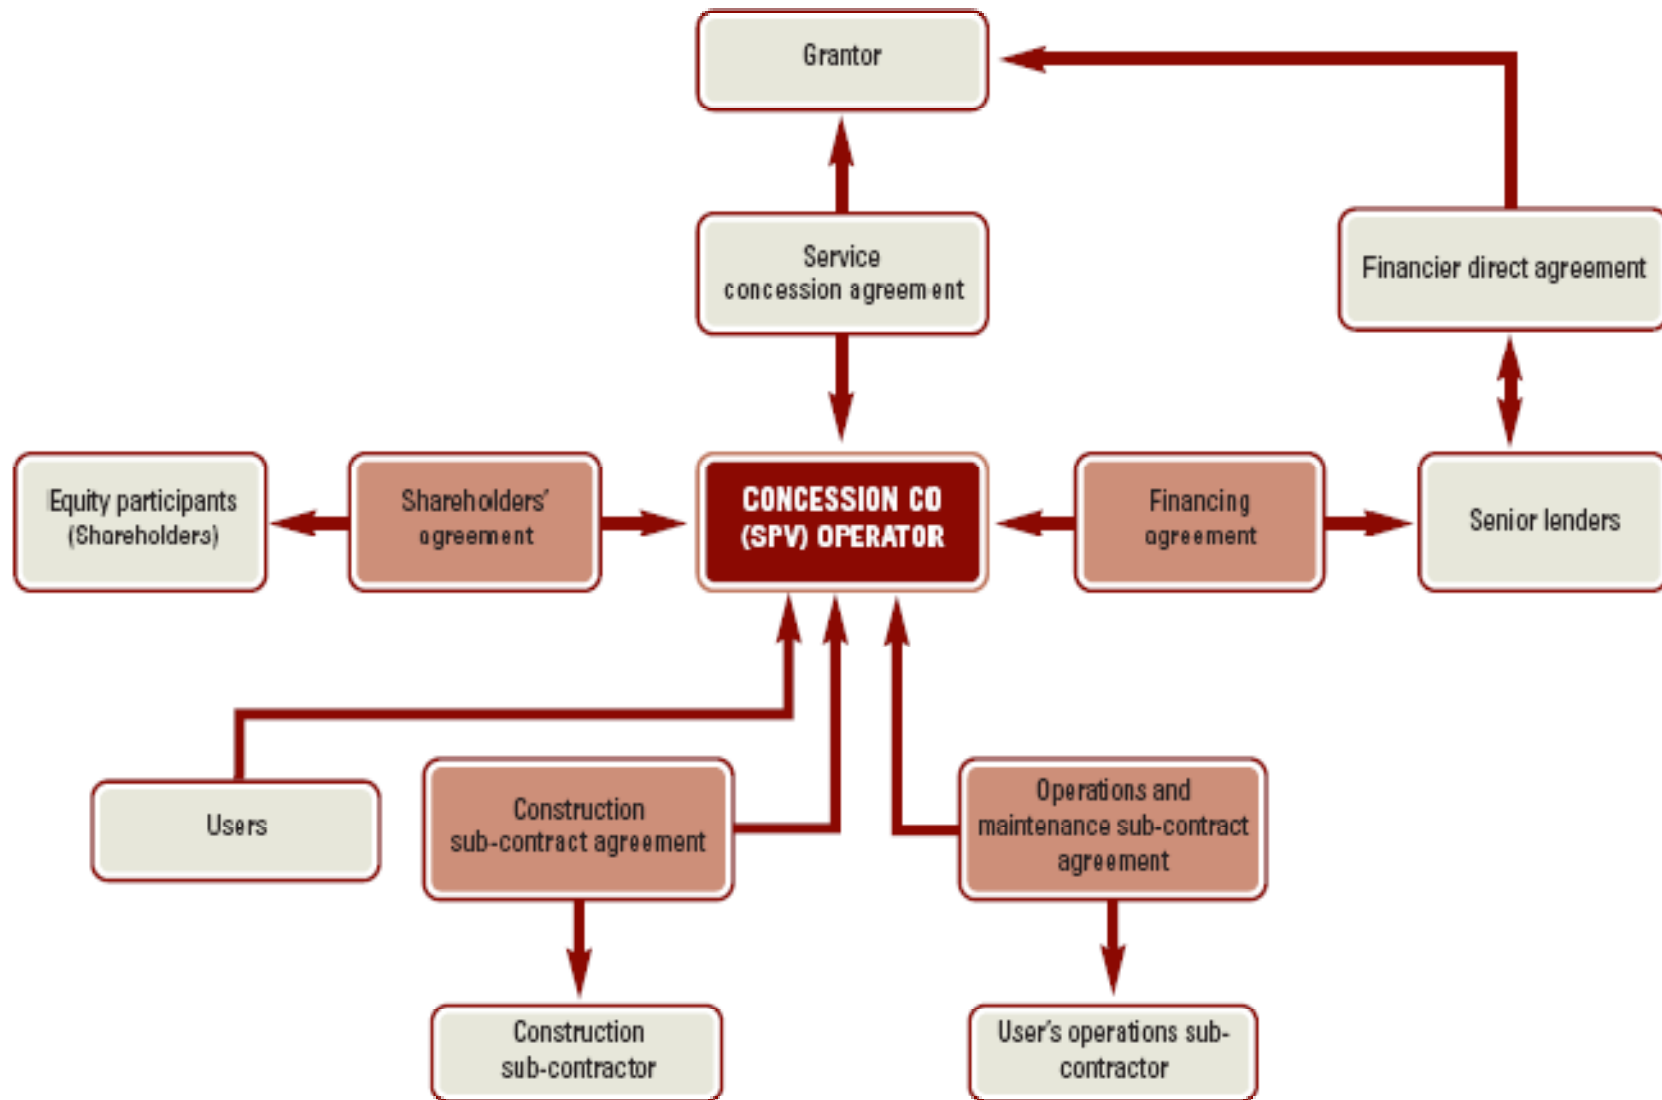 Grantor
Service
concession agreement
Financier direct agreement
Equity participants
(Shareholders)
Shareholders'
agreement
CONCESSION CO
(SPV) OPERATOR
Financing
agreement
Senior lenders
Users
Construction
sub-contract agreement
Operations and
maintenance sub-contract
agreement
Construction
sub-contractor
User's operations sub-
contractor